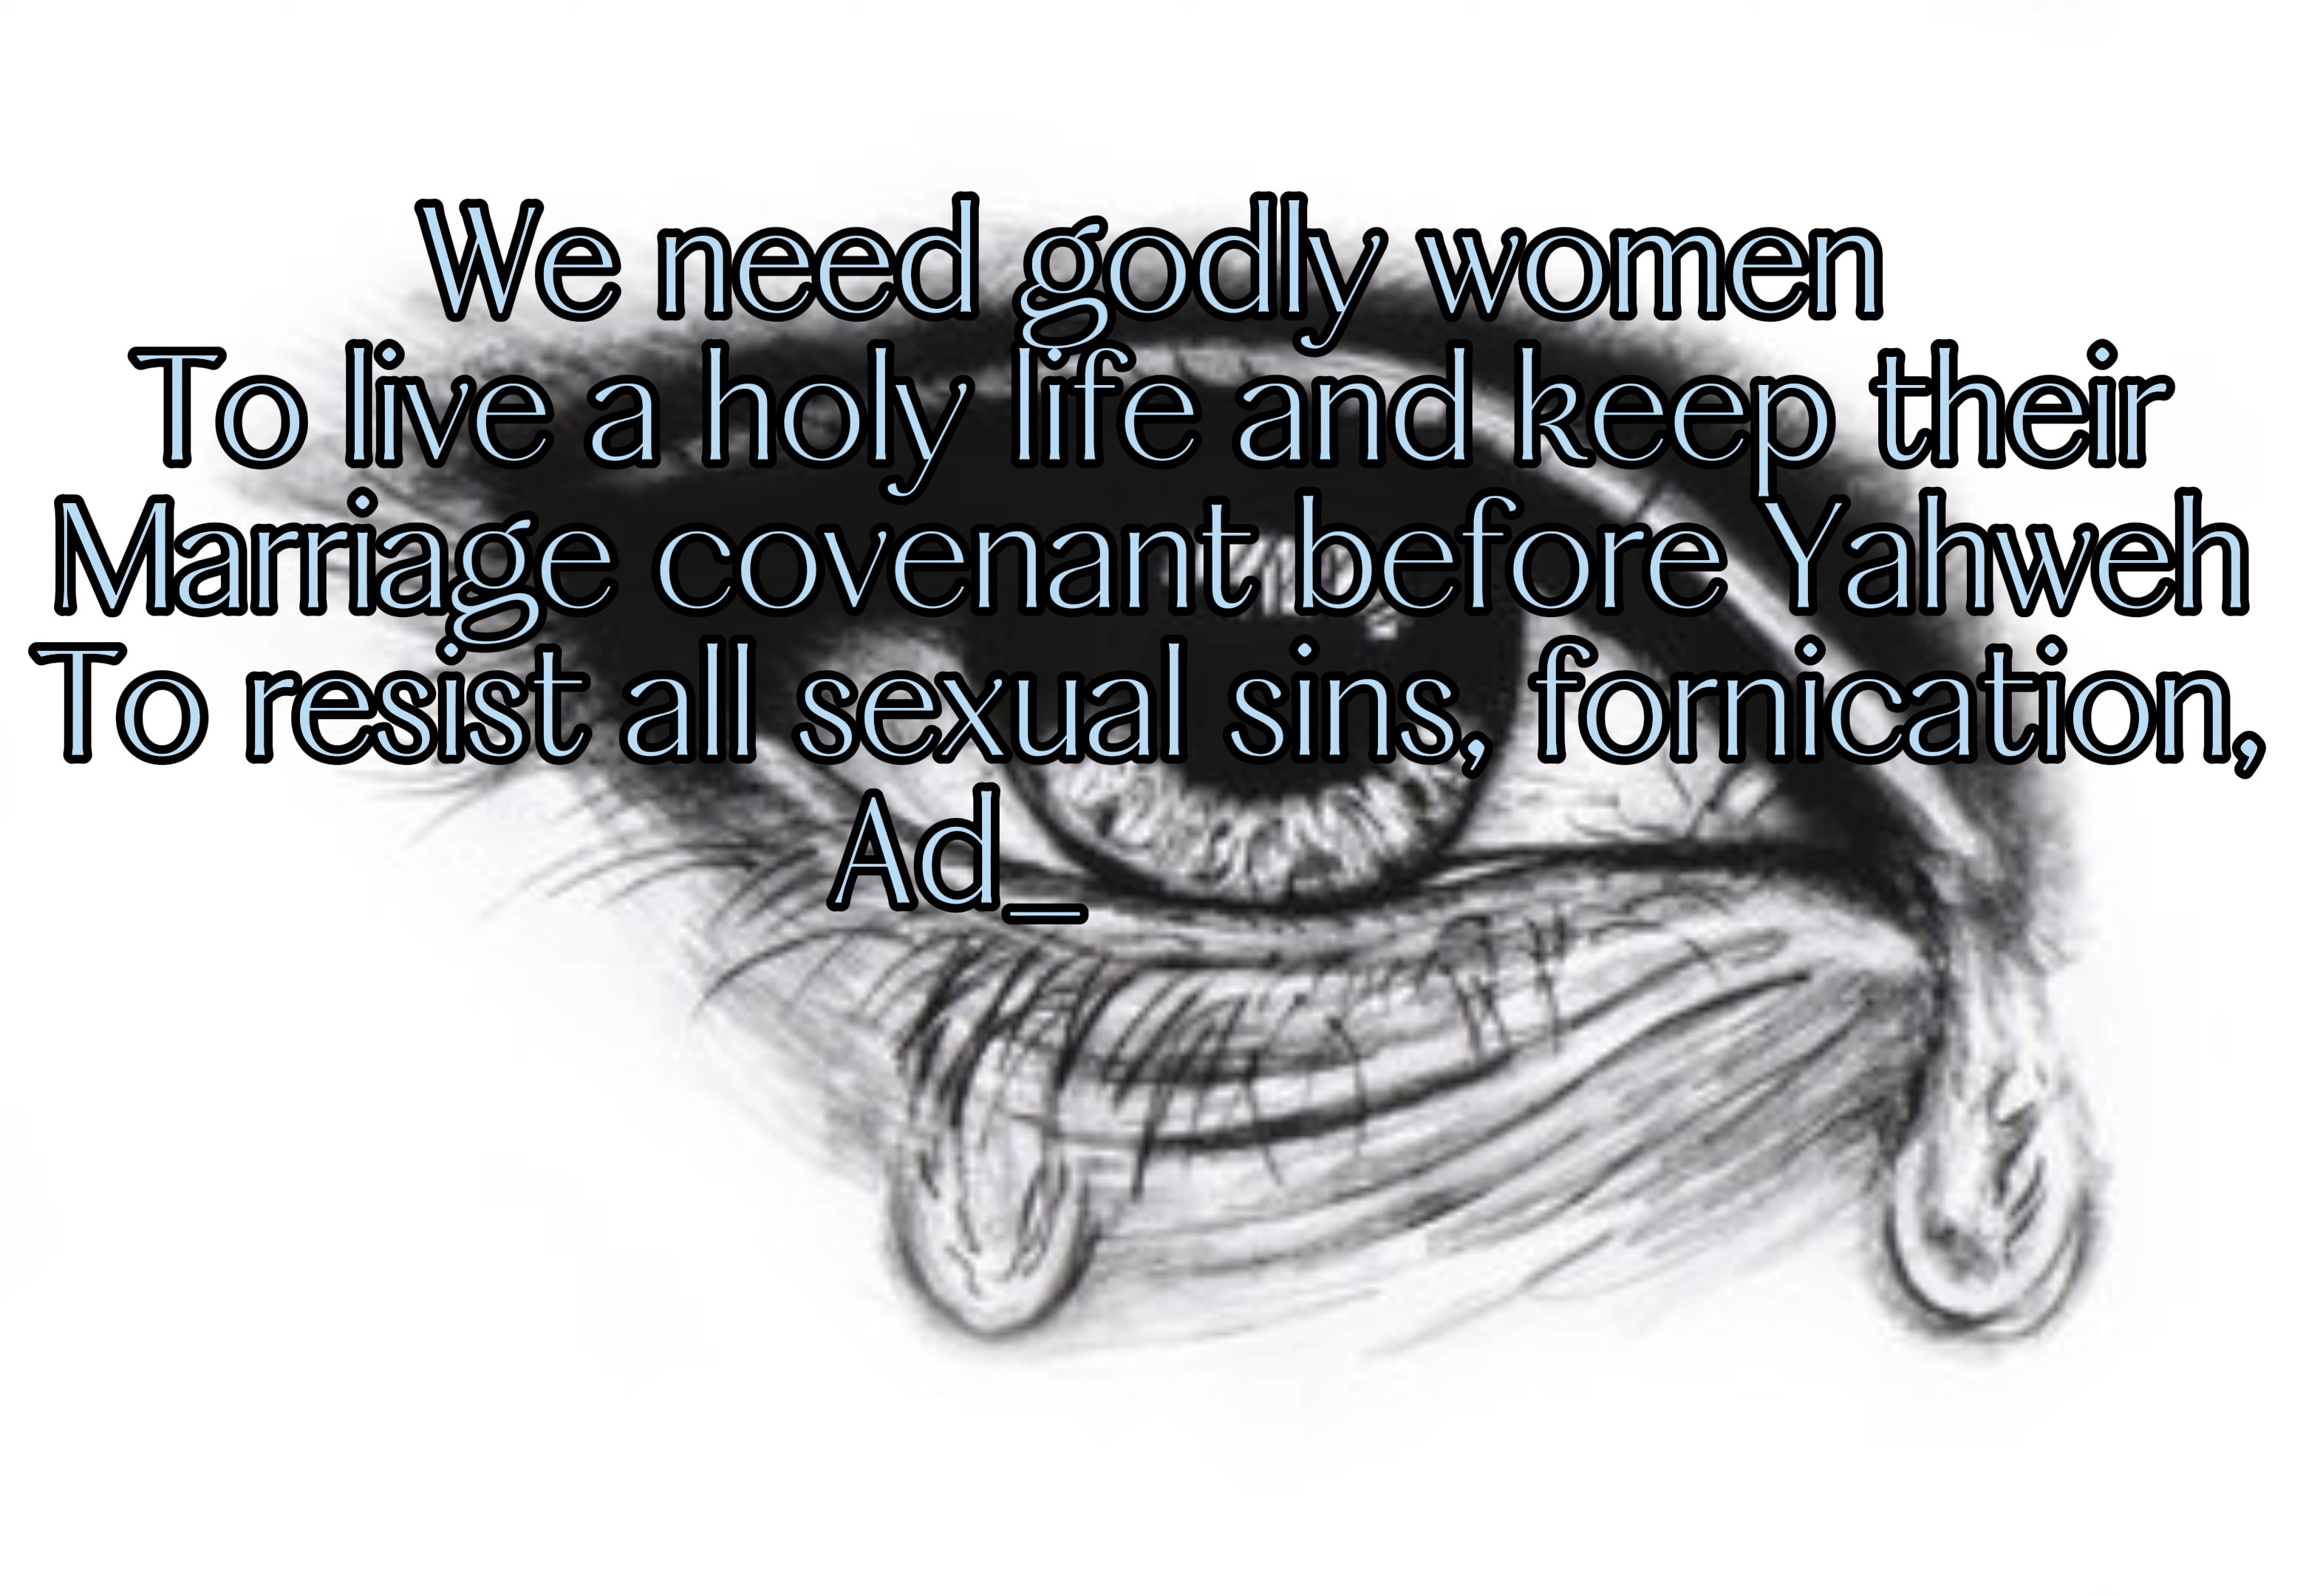 We need godly women
To live a holy life and keep their
Marriage covenant before Yahweh
To resist all sexual sins, fornication,
Ad_